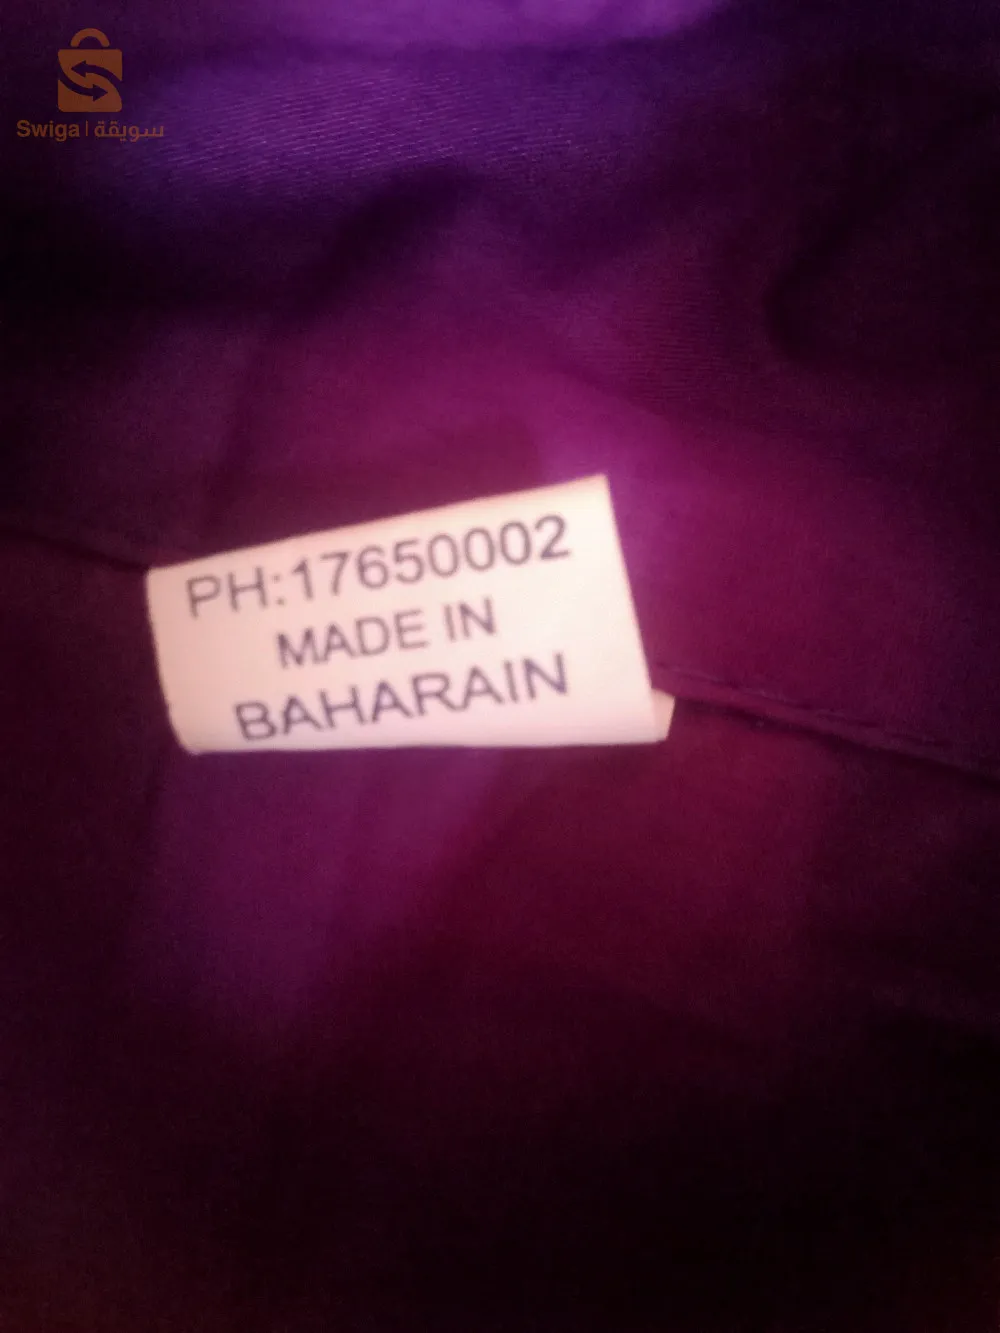 Swiga | سويقة
PH:17650002
MADE IN
BAHARAIN